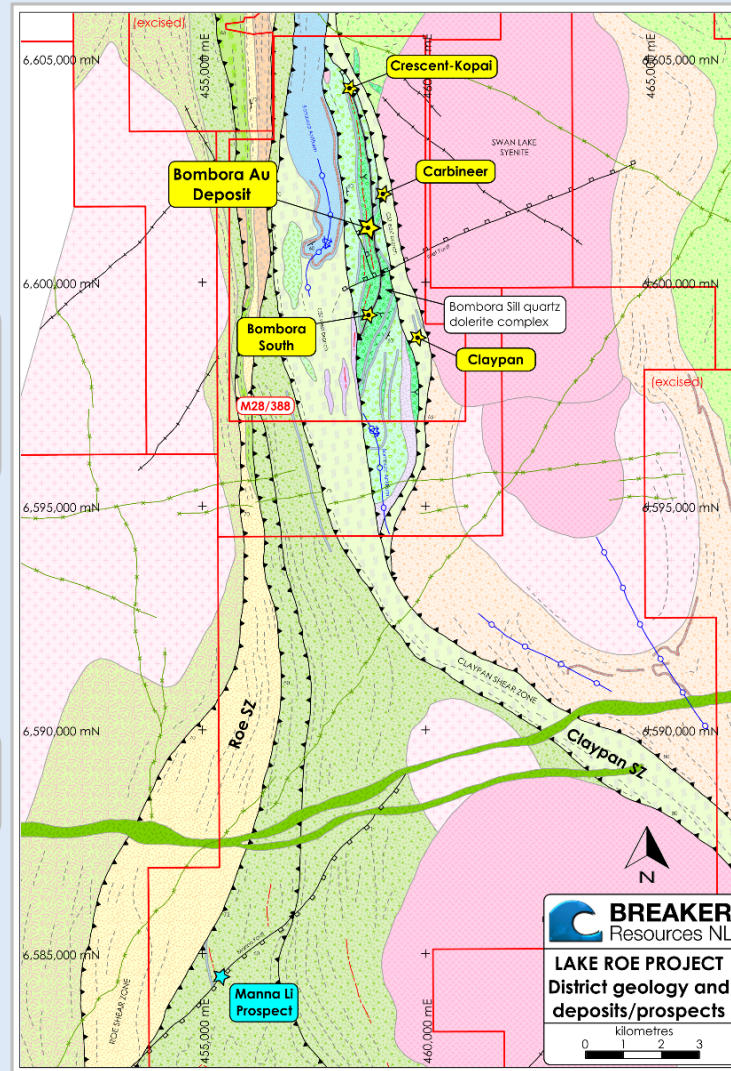 (excised)
6,605,000 mN
455,000 mE
Crescent-Kopai
460,
465,000 mE
6,605,000 mN
SWAN LAKE
SYENITE
Bombora Au
Deposit
Carbineer
6,600,000 mN
6,600,000 mN
Bombora Sill quartz
dolerite complex
Bombora
South
Claypan
(excised)
M28/388
6,595,000 mN
6,595,000 mN
CLAYPAN SHEAR ZONE
Roe SZ
6,590,000 mN
Claypan SZ
6,590,000 mN
N
BREAKER
Resources NL
6,585,000 mN
LAKE ROE PROJECT
District geology and
deposits/prospects
Manna Li
Prospect
ROE SHEAR ZONE
455,000 mE
460,000 mE
kilometres
0 1 2 3